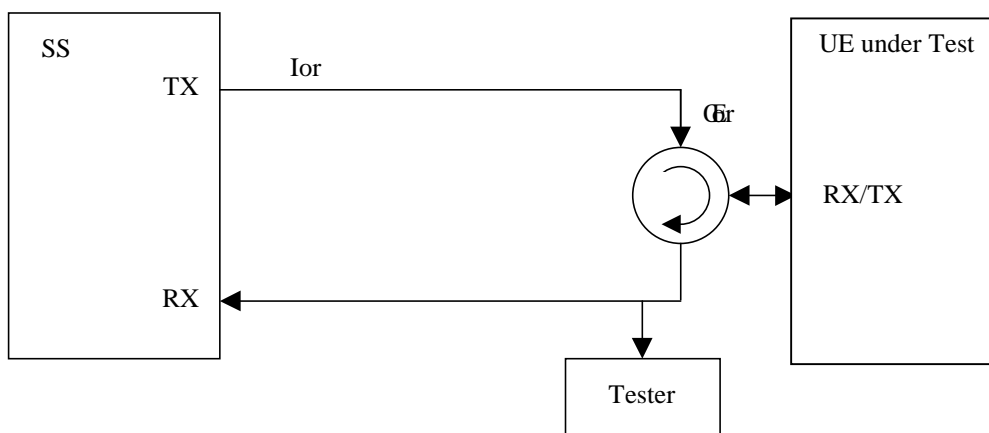 SS
UE under Test
TX
Ior
RX/TX
RX
Tester